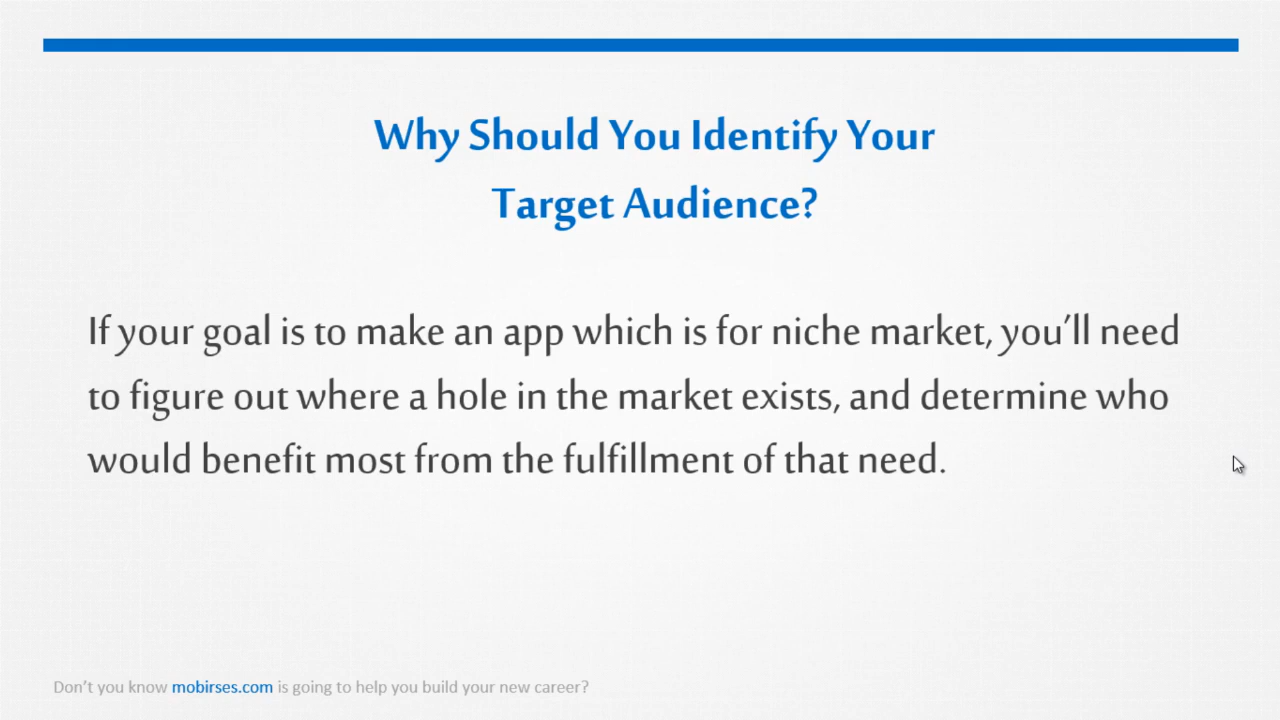 Why Should You Identify Your
Target Audience?
If your goal is to make an app which is for niche market, you’ll need
to figure out where a hole in the market exists, and determine who
would benefit most from the fulfillment of that need.
Don’t you know mobirses.com is going to help you build your new career?